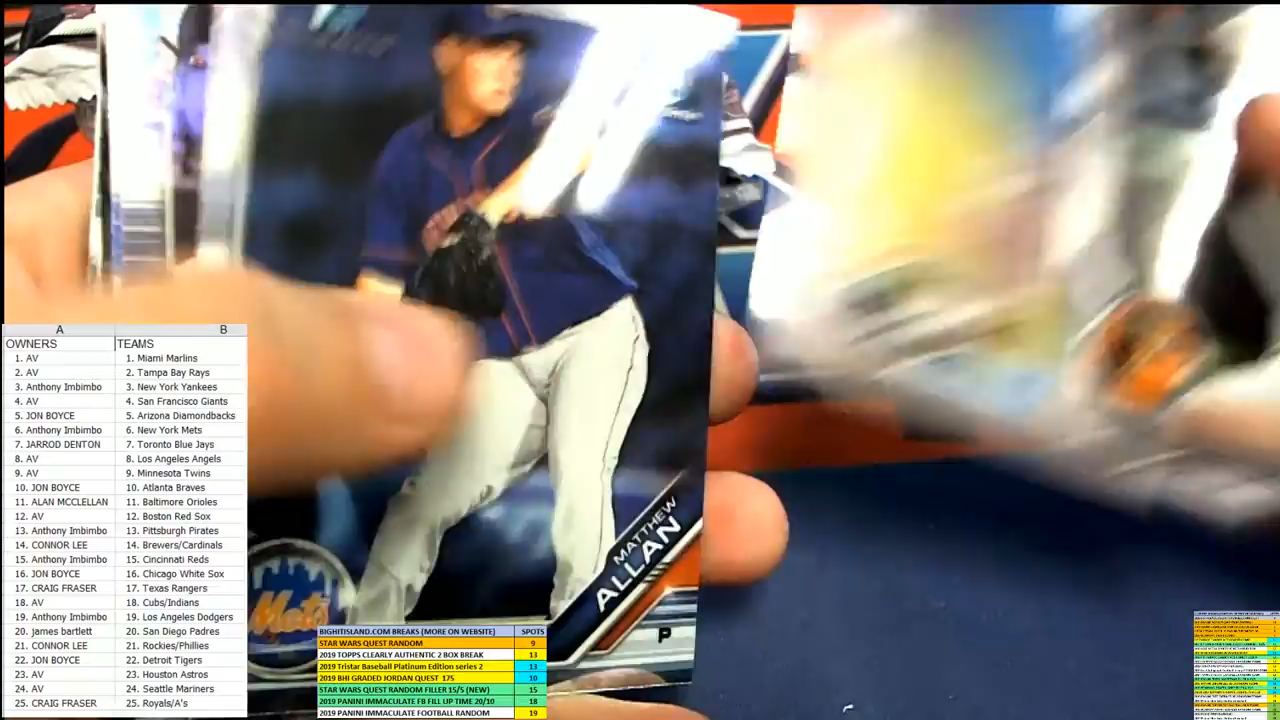 Mets
MATTHEW
ALLAN
P
A B
OWNERS TEAMS
1. AV 1. Miami Marlins
2. AV 2. Tampa Bay Rays
3. Anthony Imbimbo 3. New York Yankees
4. AV 4. San Francisco Giants
5. JON BOYCE 5. Arizona Diamondbacks
6. Anthony Imbimbo 6. New York Mets
7. JARROD DENTON 7. Toronto Blue Jays
8. AV 8. Los Angeles Angels
9. AV 9. Minnesota Twins
10. JON BOYCE 10. Atlanta Braves
11. ALAN MCCLELLAN 11. Baltimore Orioles
12. AV 12. Boston Red Sox
13. Anthony Imbimbo 13. Pittsburgh Pirates
14. CONNOR LEE 14. Brewers/Cardinals
15. Anthony Imbimbo 15. Cincinnati Reds
16. JON BOYCE 16. Chicago White Sox
17. CRAIG FRASER 17. Texas Rangers
18. AV 18. Cubs/Indians
19. Anthony Imbimbo 19. Los Angeles Dodgers
20. james bartlett 20. San Diego Padres
21. CONNOR LEE 21. Rockies/Phillies
22. JON BOYCE 22. Detroit Tigers
23. AV 23. Houston Astros
24. AV 24. Seattle Mariners
25. CRAIG FRASER 25. Royals/A's
BIGHITISLAND.COM BREAKS (MORE ON WEBSITE) SPOTS
STAR WARS QUEST RANDOM 9
2019 TOPPS CLEARLY AUTHENTIC 2 BOX BREAK 13
2019 Tristar Baseball Platinum Edition series 2 13
2019 BHI GRADED JORDAN QUEST 175 10
STAR WARS QUEST RANDOM FILLER 15/5 (NEW) 15
2019 PANINI IMMACULATE FB FILL UP TIME 20/10 18
2019 PANINI IMMACULATE FOOTBALL RANDOM 19